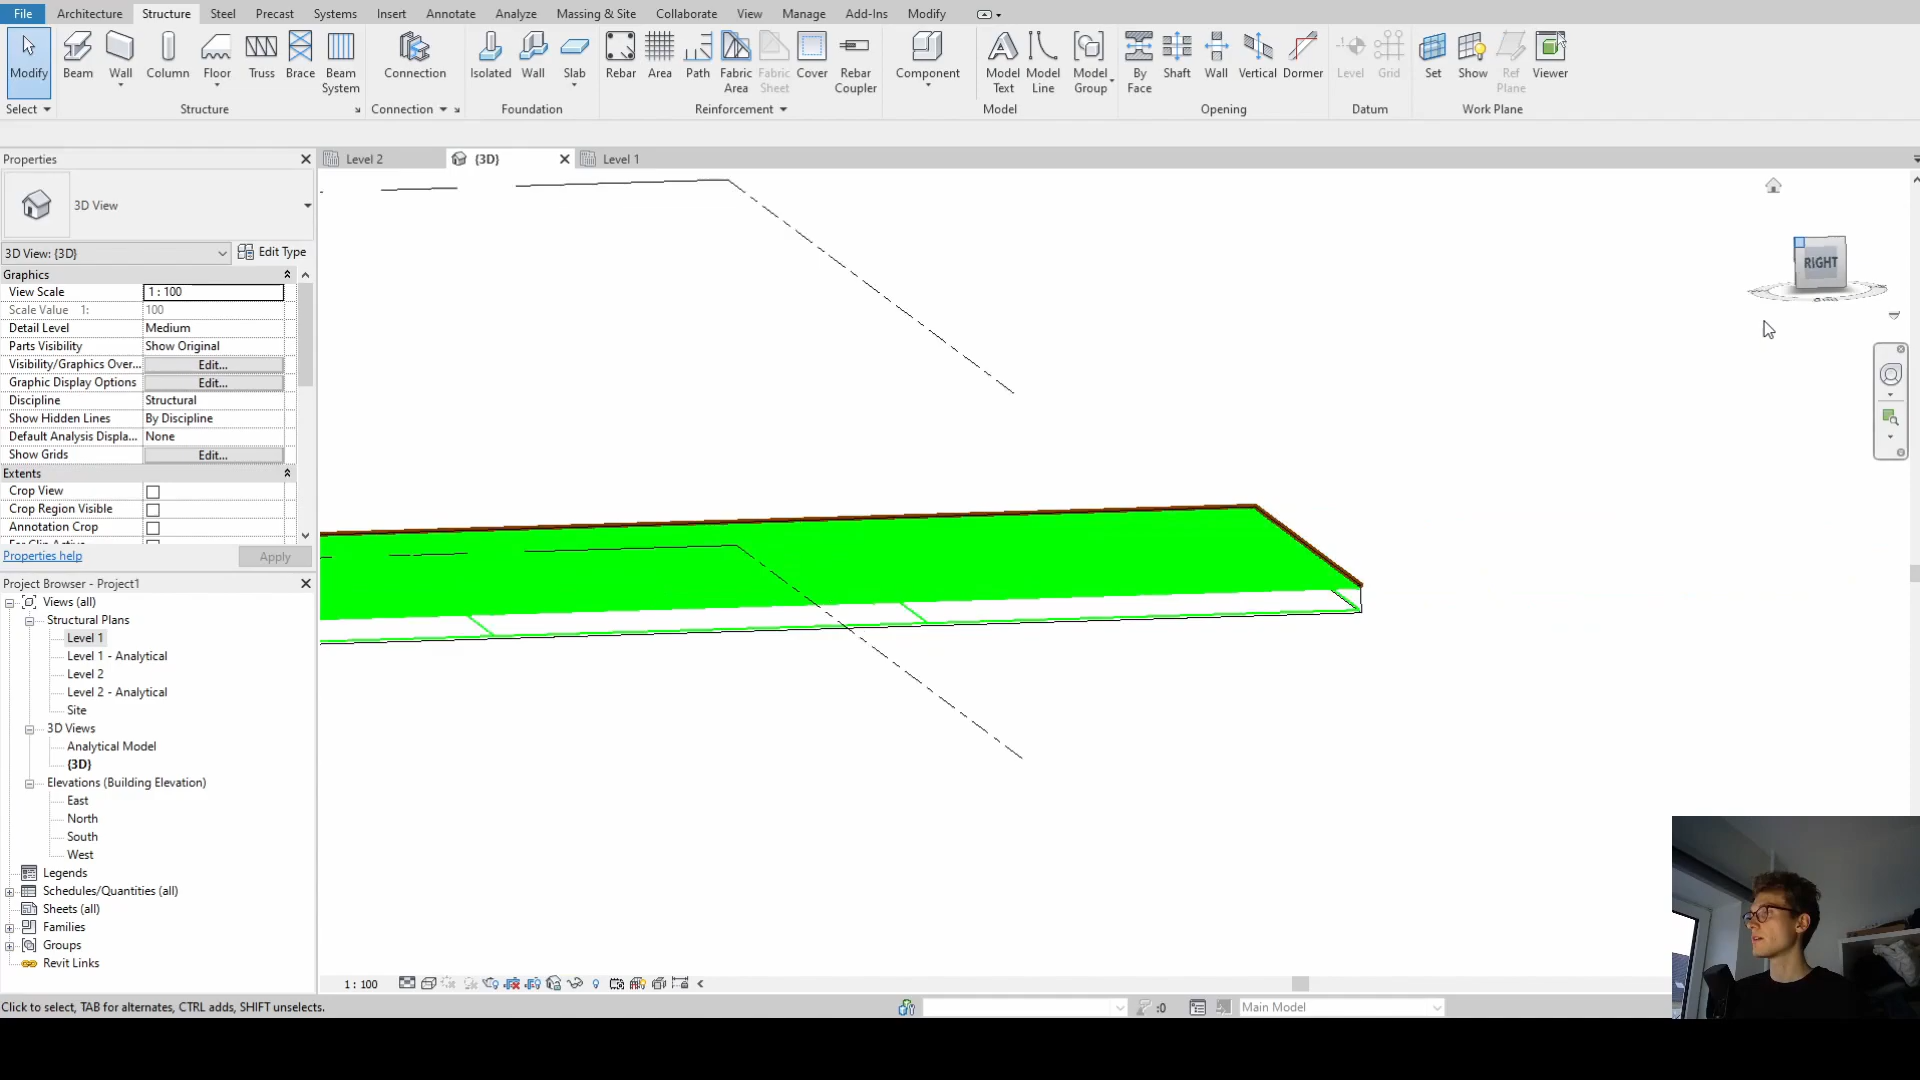 File Architecture Structure Steel Precast Systems Insert Annotate Analyze Massing & Site Collaborate View Manage Add-Ins Modify
Modify Beam Wall Column Floor Truss Brace Beam System Connection Isolated Wall Slab Rebar Area Path Fabric Area Fabric Sheet Cover Rebar Coupler Component Model Text Model Line Model Group By Face Shaft Wall Vertical Dormer Level Grid Set Show Ref Plane Viewer
Select Structure Connection Foundation Reinforcement Model Opening Datum Work Plane
Properties
Level 2 {3D} Level 1
3D View
3D View: {3D} Edit Type
Graphics
View Scale 1 : 100
Scale Value 1: 100
Detail Level Medium
Parts Visibility Show Original
Visibility/Graphics Over... Edit...
Graphic Display Options Edit...
Discipline Structural
Show Hidden Lines By Discipline
Default Analysis Displa... None
Show Grids Edit...
Extents
Crop View
Crop Region Visible
Annotation Crop
Properties help Apply
RIGHT
Project Browser - Project1
Views (all)
Structural Plans
Level 1
Level 1 - Analytical
Level 2
Level 2 - Analytical
Site
3D Views
Analytical Model
{3D}
Elevations (Building Elevation)
East
North
South
West
Legends
Schedules/Quantities (all)
Sheets (all)
Families
Groups
Revit Links
1 : 100
Click to select, TAB for alternates, CTRL adds, SHIFT unselects.
:0
Main Model